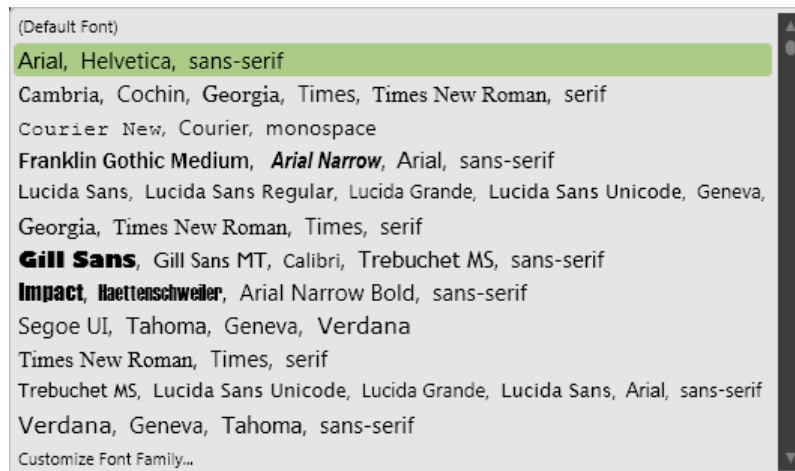 (Default Font)
Arial, Helvetica, sans-serif
Cambria, Cochin, Georgia, Times, Times New Roman, serif
Courier New, Courier, monospace
Franklin Gothic Medium, Arial Narrow, Arial, sans-serif
Lucida Sans, Lucida Sans Regular, Lucida Grande, Lucida Sans Unicode, Geneva,
Georgia, Times New Roman, Times, serif
Gill Sans, Gill Sans MT, Calibri, Trebuchet MS, sans-serif
Impact, Haettenschweiler, Arial Narrow Bold, sans-serif
Segoe UI, Tahoma, Geneva, Verdana
Times New Roman, Times, serif
Trebuchet MS, Lucida Sans Unicode, Lucida Grande, Lucida Sans, Arial, sans-serif
Verdana, Geneva, Tahoma, sans-serif
Customize Font Family...